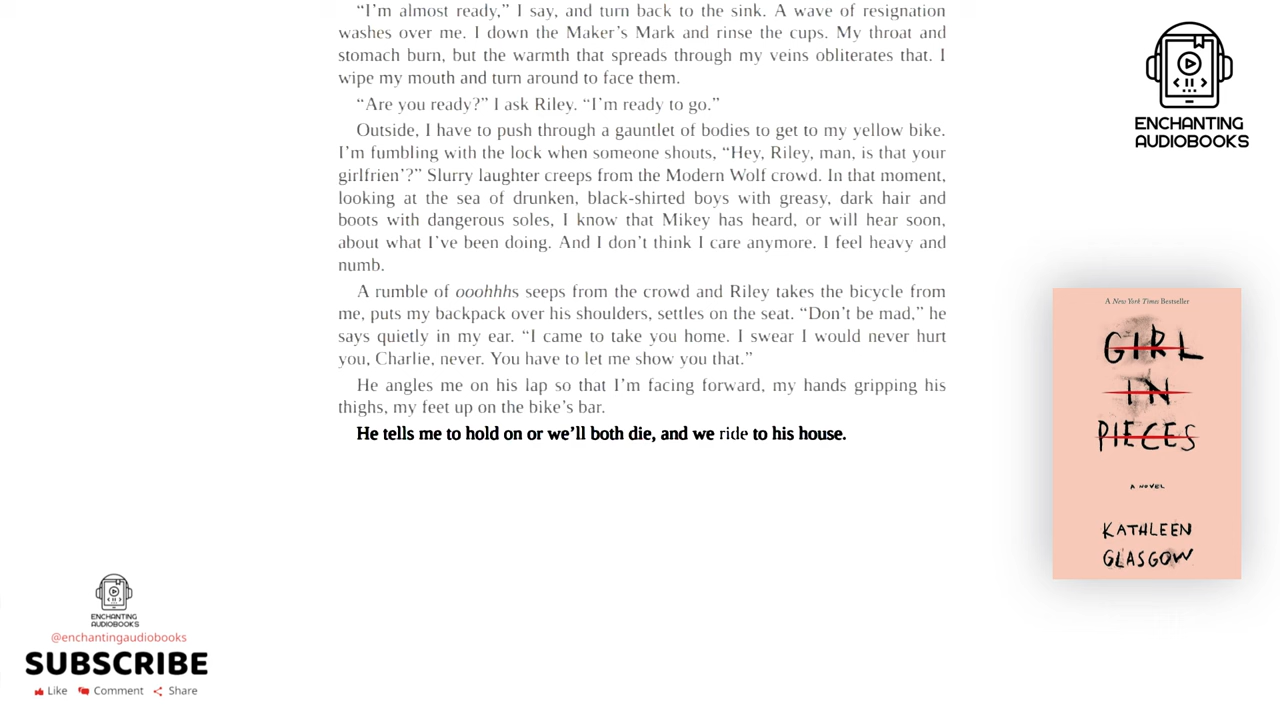 “I’m almost ready,” I say, and turn back to the sink. A wave of resignation
washes over me. I down the Maker’s Mark and rinse the cups. My throat and
stomach burn, but the warmth that spreads through my veins obliterates that. I
wipe my mouth and turn around to face them.
“Are you ready?” I ask Riley. “I’m ready to go.”
Outside, I have to push through a gauntlet of bodies to get to my yellow bike.
I’m fumbling with the lock when someone shouts, “Hey, Riley, man, is that your
girlfrien’?” Slurry laughter creeps from the Modern Wolf crowd. In that moment,
looking at the sea of drunken, black-shirted boys with greasy, dark hair and
boots with dangerous soles, I know that Mikey has heard, or will hear soon,
about what I’ve been doing. And I don’t think I care anymore. I feel heavy and
numb.
A rumble of ooohhhs seeps from the crowd and Riley takes the bicycle from
me, puts my backpack over his shoulders, settles on the seat. “Don’t be mad,” he
says quietly in my ear. “I came to take you home. I swear I would never hurt
you, Charlie, never. You have to let me show you that.”
He angles me on his lap so that I’m facing forward, my hands gripping his
thighs, my feet up on the bike’s bar.
He tells me to hold on or we’ll both die, and we ride to his house.
ENCHANTING
AUDIOBOOKS
A New York Times Bestseller
GIRL
IN
PIECES
A NOVEL
KATHLEEN
GLASGOW
ENCHANTING
AUDIOBOOKS
@enchantingaudiobooks
SUBSCRIBE
Like Comment Share